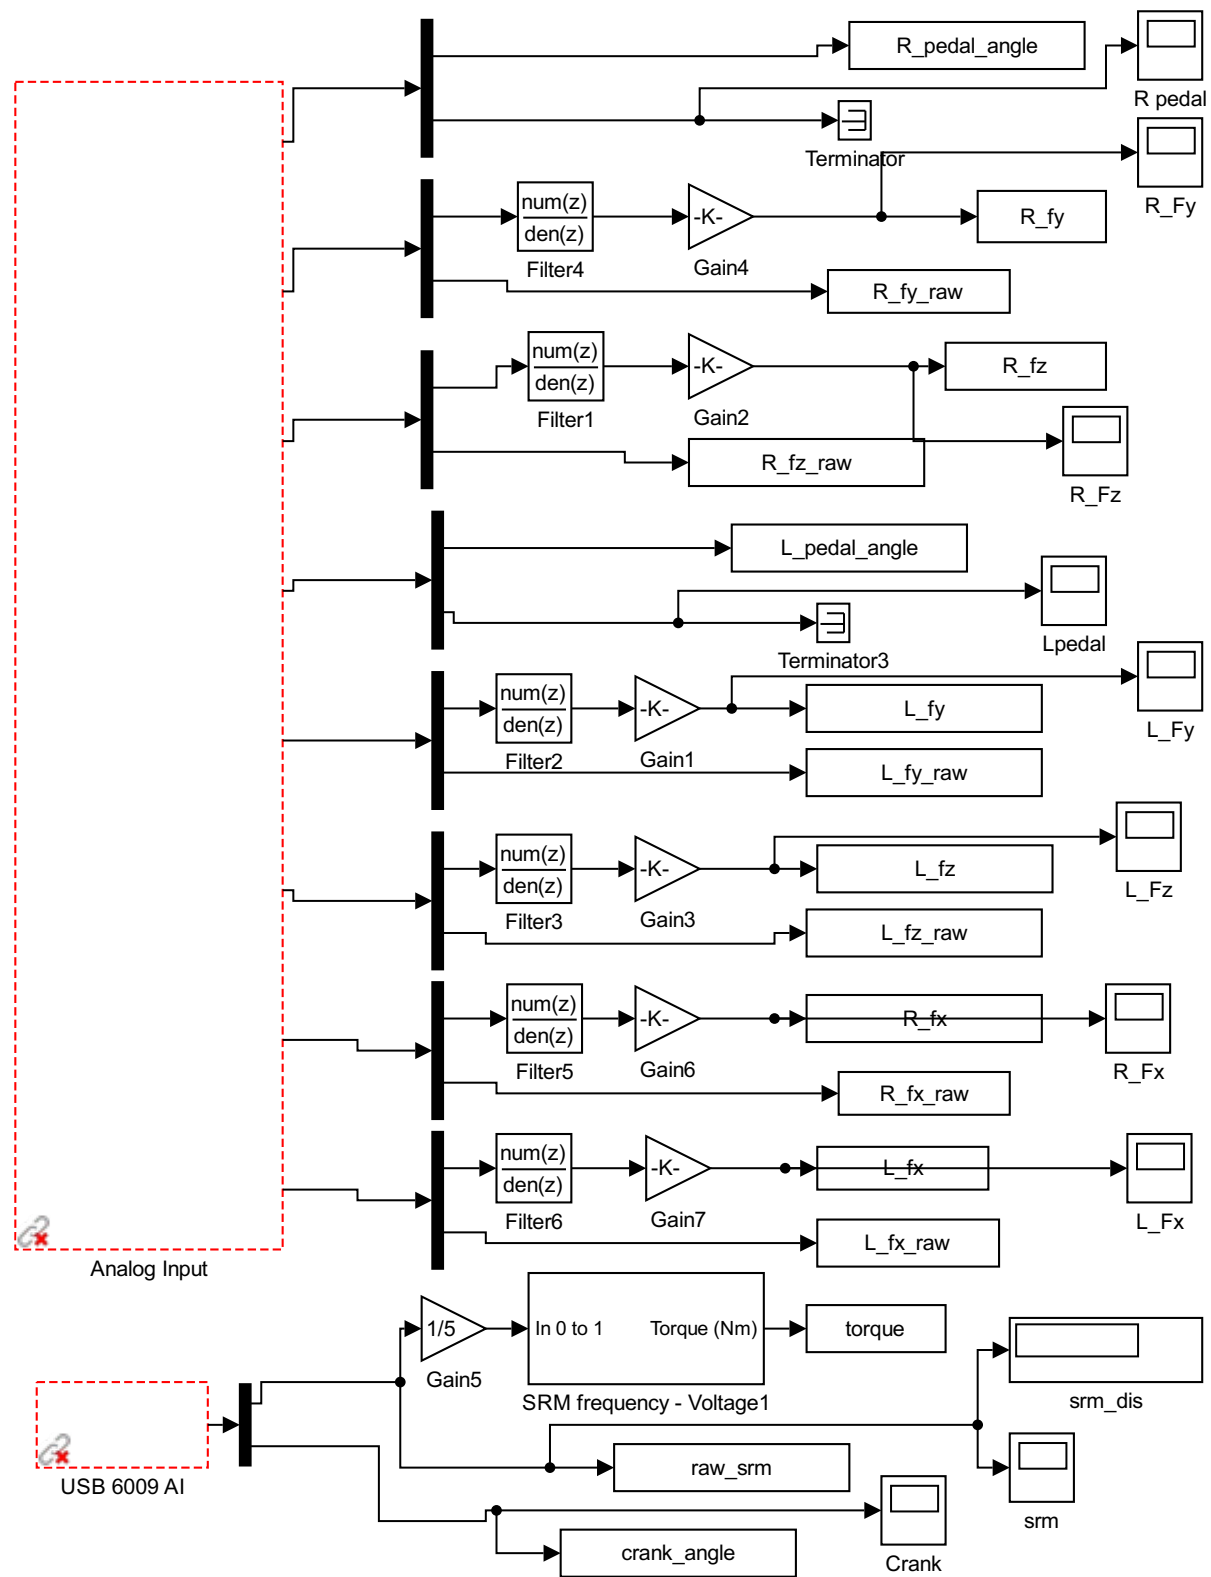 R_pedal_angle
R pedal
Terminator
num(z)
den(z)
Filter4
-K-
Gain4
R_fy
R_Fy
R_fy_raw
num(z)
den(z)
Filter1
-K-
Gain2
R_fz
R_fz_raw
R_Fz
L_pedal_angle
Lpedal
Terminator3
num(z)
den(z)
Filter2
-K-
Gain1
L_fy
L_Fy
L_fy_raw
num(z)
den(z)
Filter3
-K-
Gain3
L_fz
L_Fz
L_fz_raw
num(z)
den(z)
Filter5
-K-
Gain6
R_fx
R_Fx
R_fx_raw
num(z)
den(z)
Filter6
-K-
Gain7
L_fx
L_Fx
L_fx_raw
Analog Input
1/5
Gain5
In 0 to 1
Torque (Nm)
SRM frequency - Voltage1
torque
srm_dis
USB 6009 AI
raw_srm
srm
crank_angle
Crank